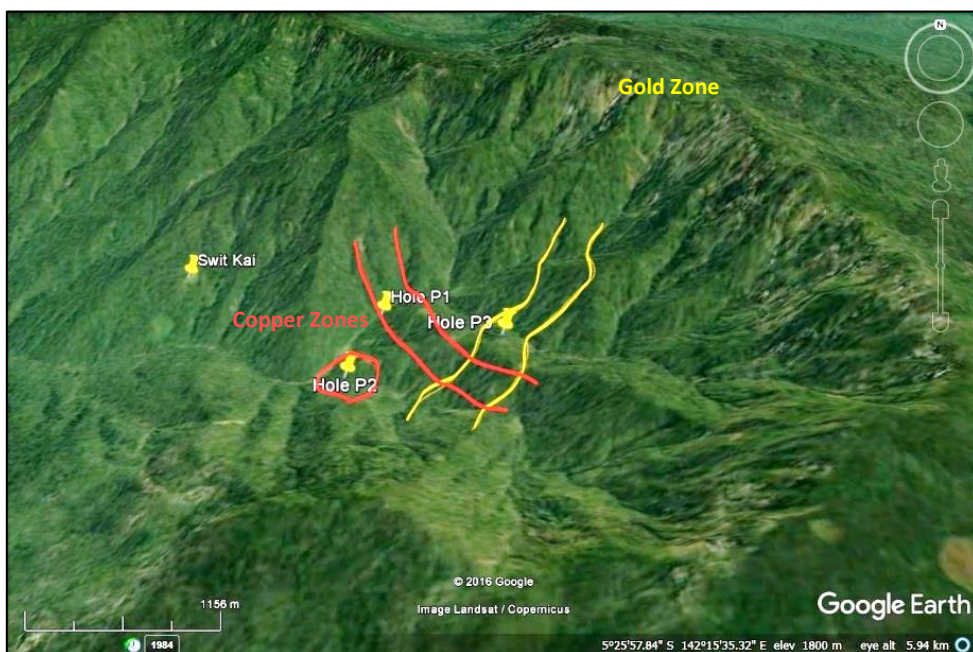 N
Gold Zone
Swit Kai
Hole P1
Copper Zones
Hole P3
Hole P2
© 2016 Google
1156 m
Image Landsat / Copernicus
Google Earth
1984
5°25'57.84" S 142°15'35.32" E elev 1800 m eye alt 5.94 km